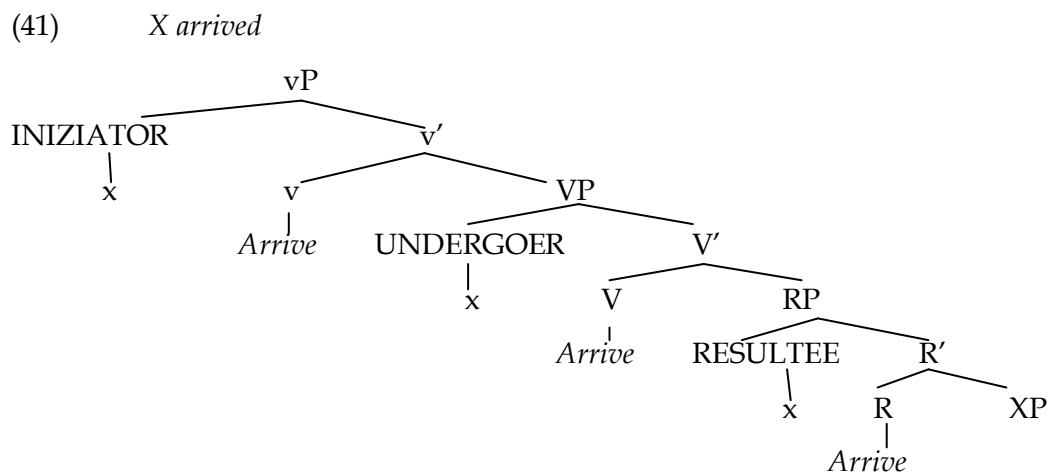 (41) X arrived
vP
INIZIATOR v'
x v VP
Arrive UNDERGOER V'
x V RP
Arrive RESULTEE R'
x R XP
Arrive